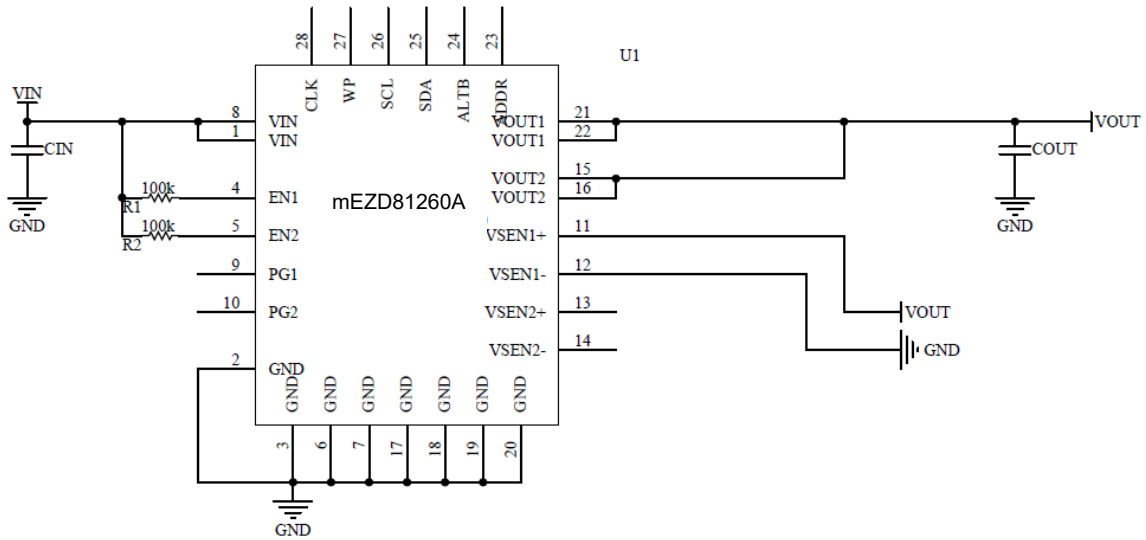 28 27 26 25 24 23
U1
CLK WP SCL SDA ALTB ADDR
VIN
8 VIN VOUT1 21
VOUT
1 VIN VOUT1 22
CIN
COUT
VOUT2 15
100k 4 EN1 VOUT2 16
mEZD81260A
R1
GND
GND
100k 5 EN2 VSEN1+ 11
R2
9 PG1 VSEN1- 12
10 PG2 VSEN2+ 13
VOUT
VSEN2- 14
GND
2 GND
GND GND GND GND GND GND GND
3 6 7 17 18 19 20
GND